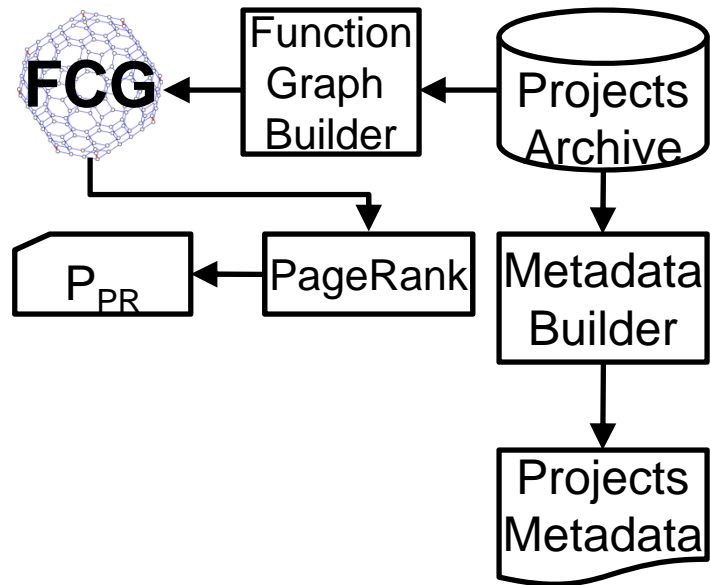 FCG
Function
Graph
Builder
Projects
Archive
P_PR
PageRank
Metadata
Builder
Projects
Metadata